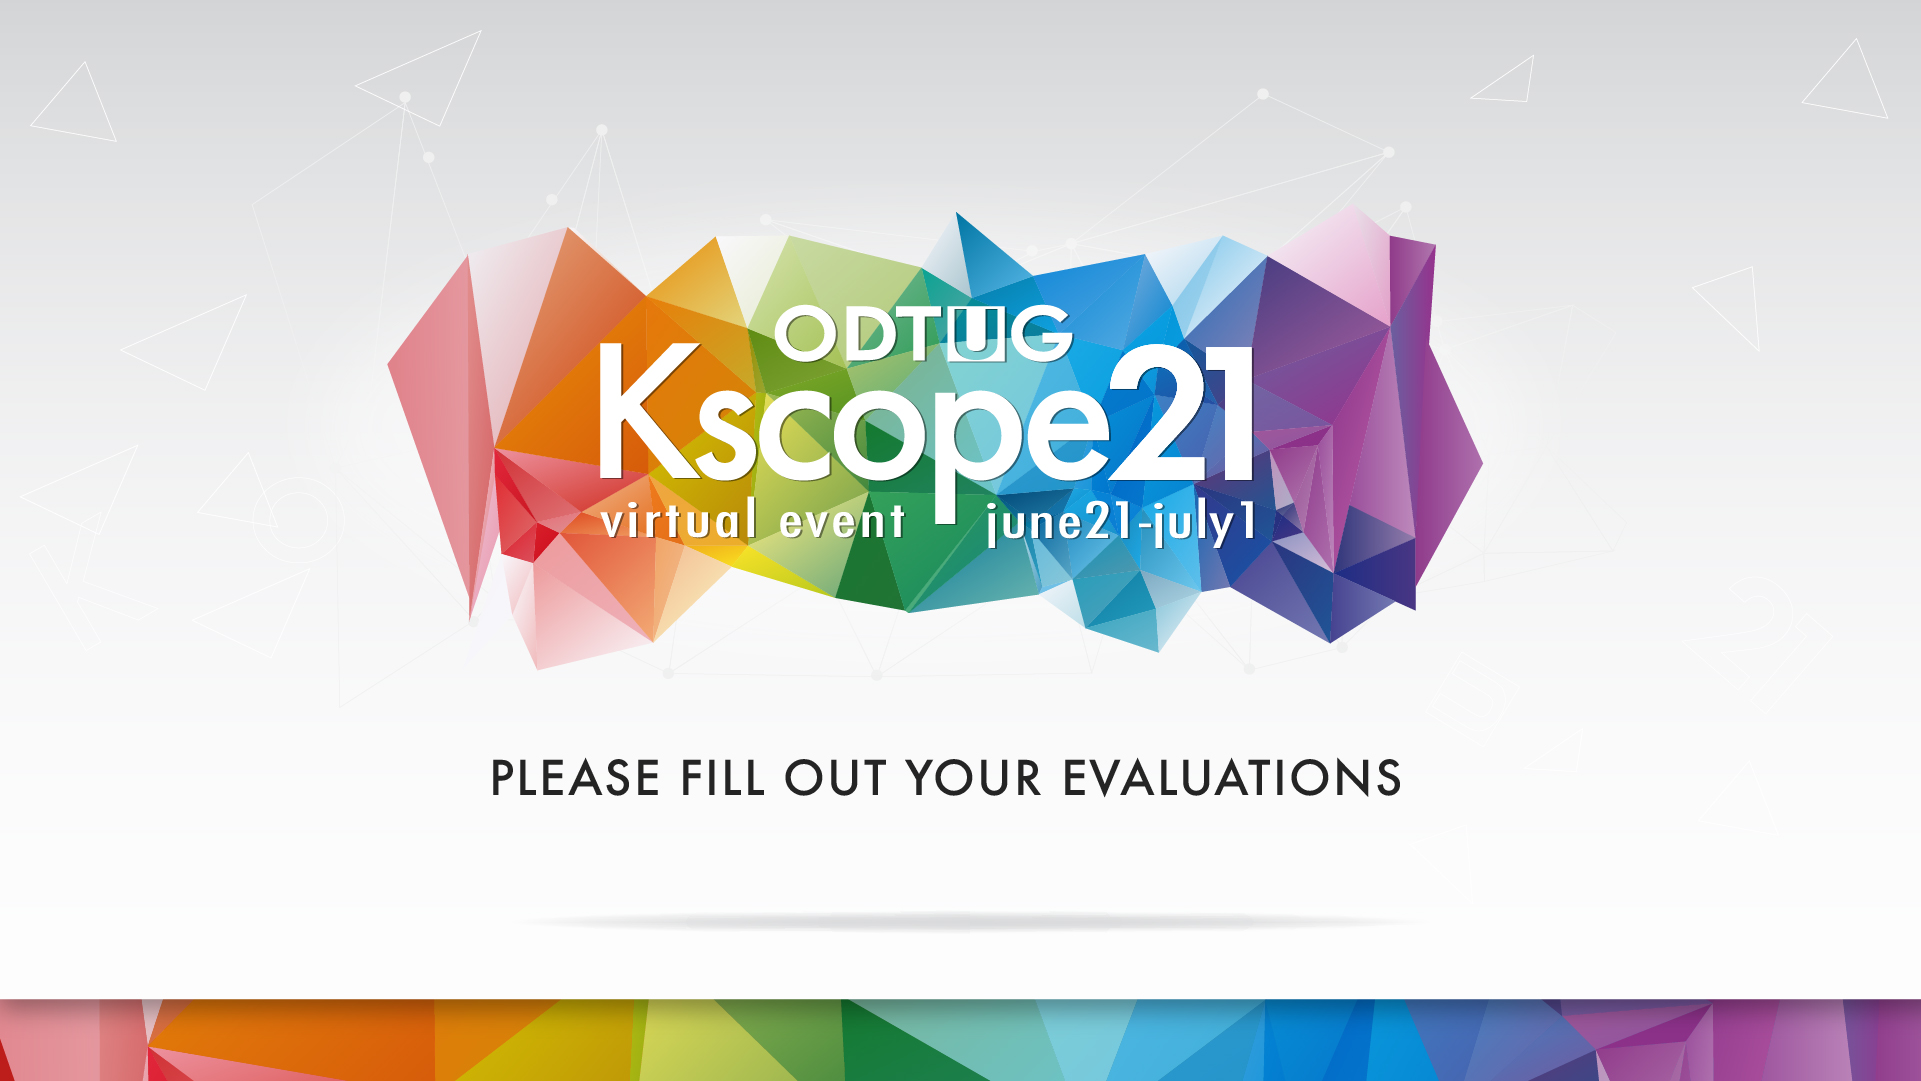 ODTUG
Kscope21
virtual event june21-july1
PLEASE FILL OUT YOUR EVALUATIONS